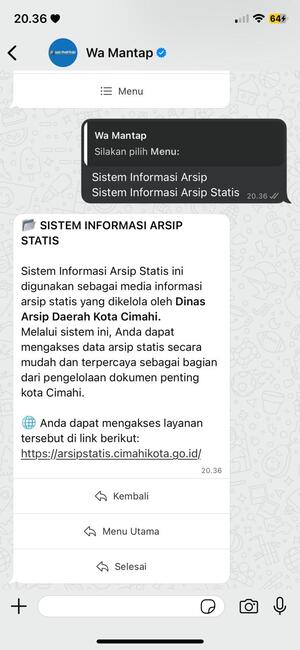 20.36
64
Wa Mantap
Menu
Wa Mantap
Silakan pilih Menu:
Sistem Informasi Arsip
Sistem Informasi Arsip Statis
20.36
SISTEM INFORMASI ARSIP
STATIS
Sistem Informasi Arsip Statis ini
digunakan sebagai media informasi
arsip statis yang dikelola oleh Dinas
Arsip Daerah Kota Cimahi.
Melalui sistem ini, Anda dapat
mengakses data arsip statis secara
mudah dan terpercaya sebagai bagian
dari pengelolaan dokumen penting
kota Cimahi.
Anda dapat mengakses layanan
tersebut di link berikut:
https://arsipstatis.cimahikota.go.id/
20.36
Kembali
Menu Utama
Selesai